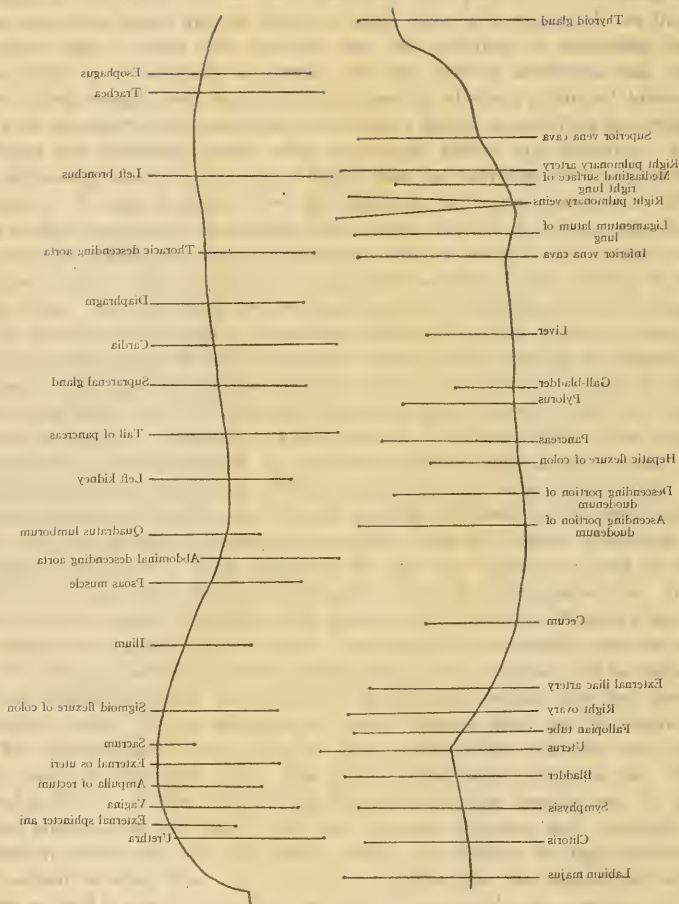 Esophagus
Trachea
Left bronchus
Thoracic descending aorta
Diaphragm
Cardia
Suprarenal gland
Tail of pancreas
Left kidney
Quadratus lumborum
Abdominal descending aorta
Psoas muscle
Ilium
Sigmoid flexure of colon
Sacrum
External os uteri
Ampulla of rectum
Vagina
External sphincter ani
Urethra
Thyroid gland
Superior vena cava
Right pulmonary artery
Mediastinal surface of
right lung
Right pulmonary veins
Ligamentum latum of
lung
Inferior vena cava
Liver
Gall-bladder
Pylorus
Pancreas
Hepatic flexure of colon
Descending portion of
duodenum
Ascending portion of
duodenum
Cecum
External iliac artery
Right ovary
Fallopian tube
Uterus
Bladder
Symphysis
Clitoris
Labium majus